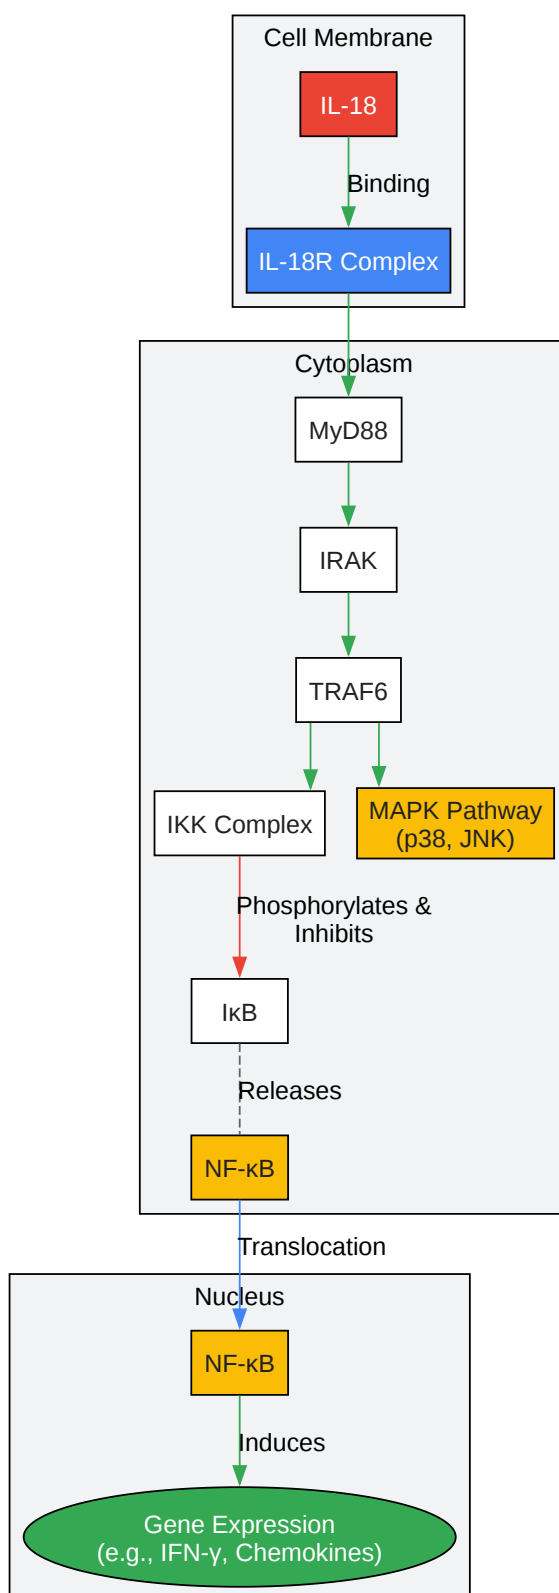 Cell Membrane
IL-18
Binding
IL-18R Complex
Cytoplasm
MyD88
IRAK
TRAF6
IKK Complex
MAPK Pathway
(p38, JNK)
Phosphorylates &
Inhibits
IκB
Releases
NF-κB
Translocation
Nucleus
NF-κB
Induces
Gene Expression
(e.g., IFN-γ, Chemokines)